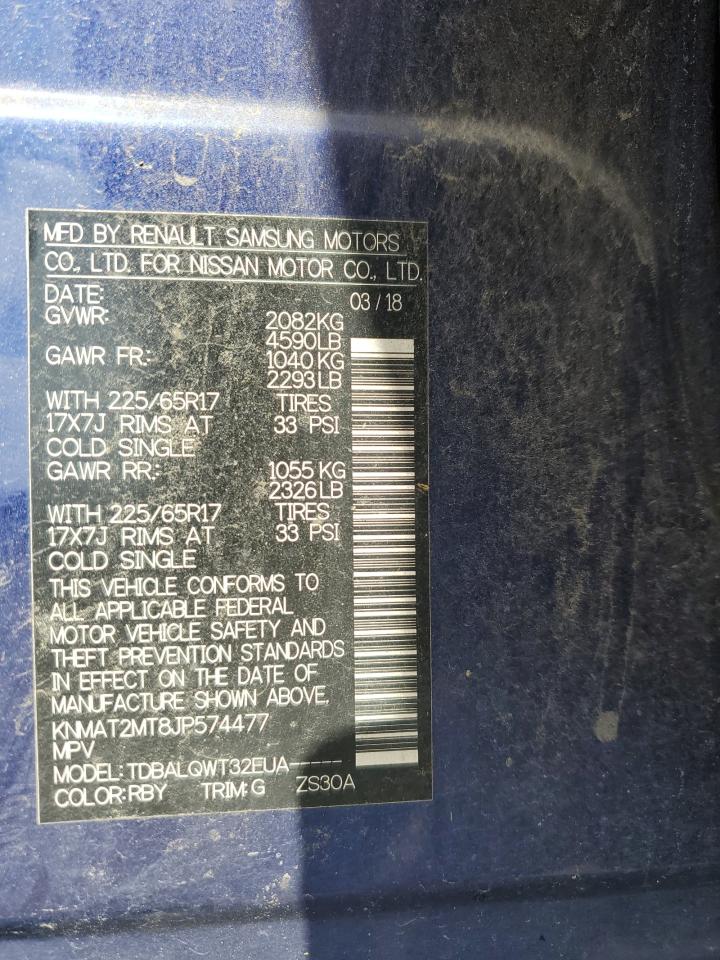 MFD BY RENAULT SAMSUNG MOTORS
CO., LTD. FOR NISSAN MOTOR CO., LTD.
DATE: 03 / 18
GVWR: 2082KG
4590LB
GAWR FR.: 1040 KG
2293 LB
WITH 225/65R17 TIRES
17X7J RIMS AT 33 PSI
COLD SINGLE
GAWR RR.: 1055 KG
2326 LB
WITH 225/65R17 TIRES
17X7J RIMS AT 33 PSI
COLD SINGLE
THIS VEHICLE CONFORMS TO
ALL APPLICABLE FEDERAL
MOTOR VEHICLE SAFETY AND
THEFT PREVENTION STANDARDS
IN EFFECT ON THE DATE OF
MANUFACTURE SHOWN ABOVE.
KNMAT2MT8JP574477
MPV
MODEL: TDBALQWT32EUA-----
COLOR: RBY TRIM: G ZS30A